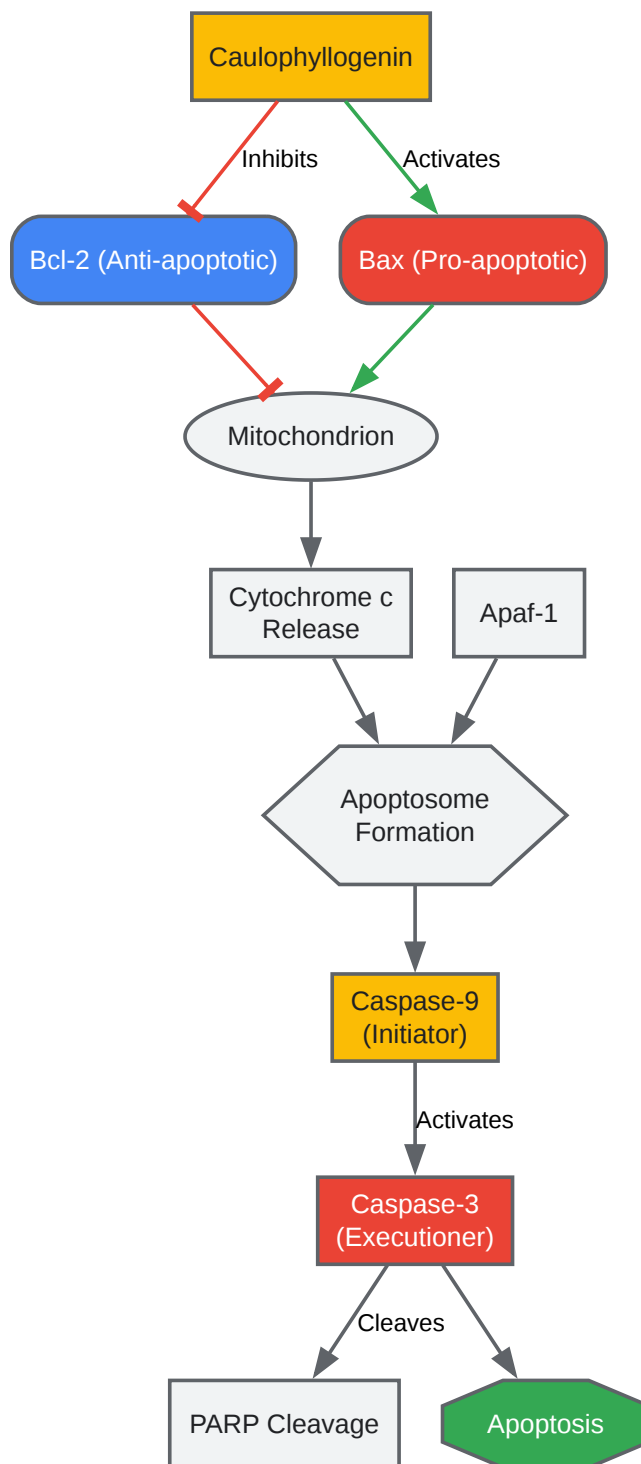 Caulophyllogenin
Inhibits
Activates
Bcl-2 (Anti-apoptotic)
Bax (Pro-apoptotic)
Mitochondrion
Cytochrome c
Release
Apaf-1
Apoptosome
Formation
Caspase-9
(Initiator)
Activates
Caspase-3
(Executioner)
Cleaves
PARP Cleavage
Apoptosis